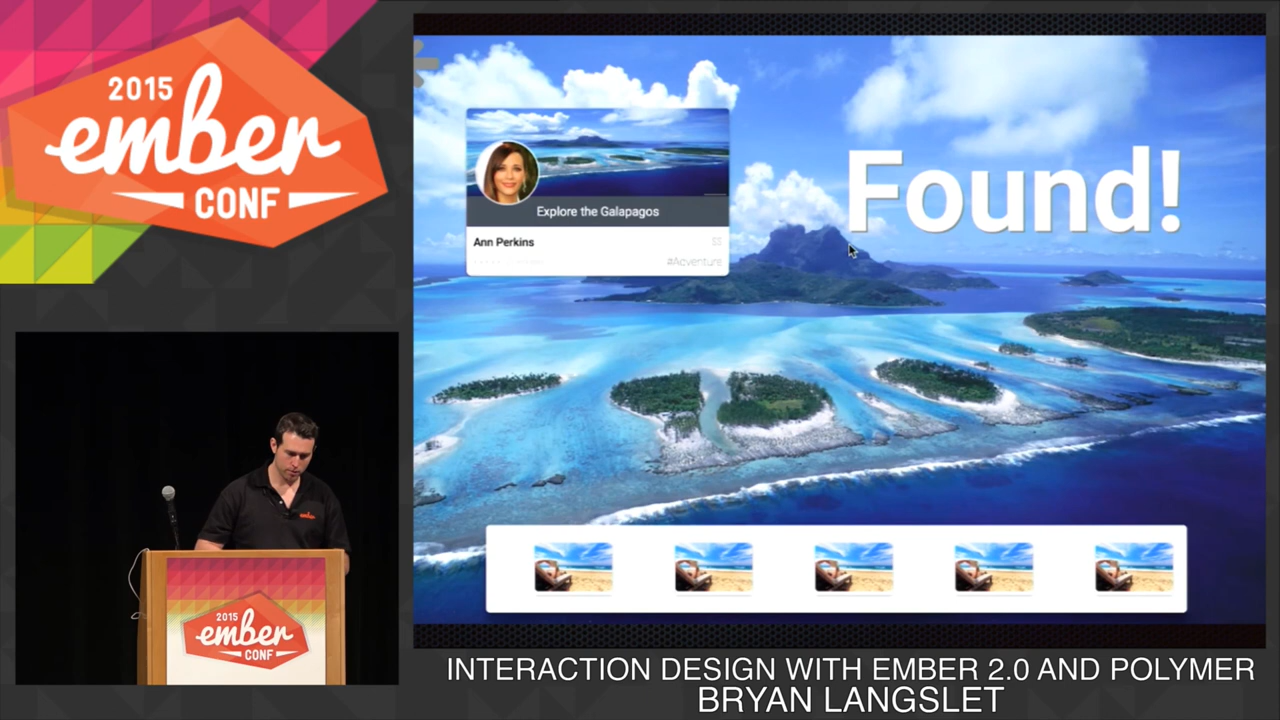 2015
ember
CONF
Found!
Explore the Galapagos
Ann Perkins
$$
#Adventure
ember
2015
ember
CONF
INTERACTION DESIGN WITH EMBER 2.0 AND POLYMER
BRYAN LANGSLET